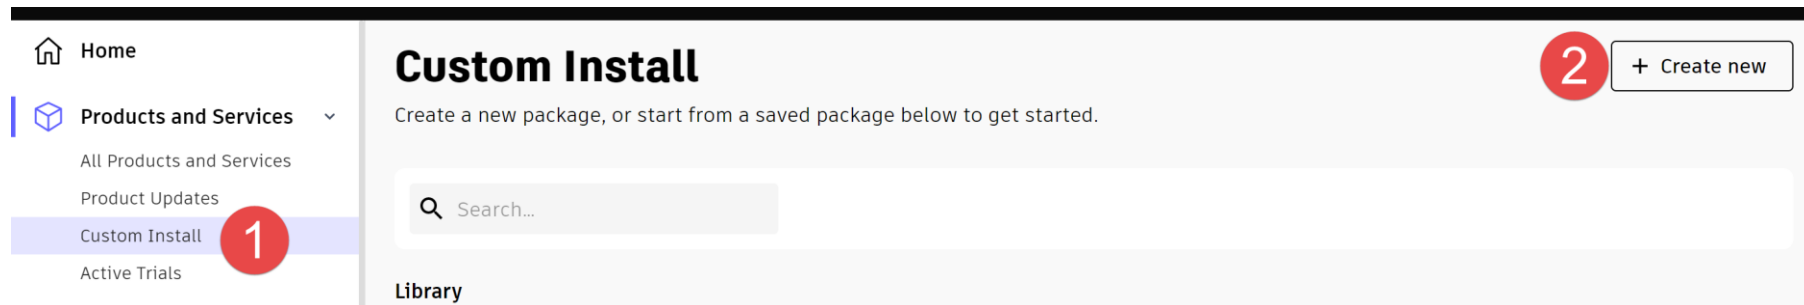 Home
Products and Services
All Products and Services
Product Updates
Custom Install
1
Active Trials
Custom Install
2
+ Create new
Create a new package, or start from a saved package below to get started.
Search...
Library